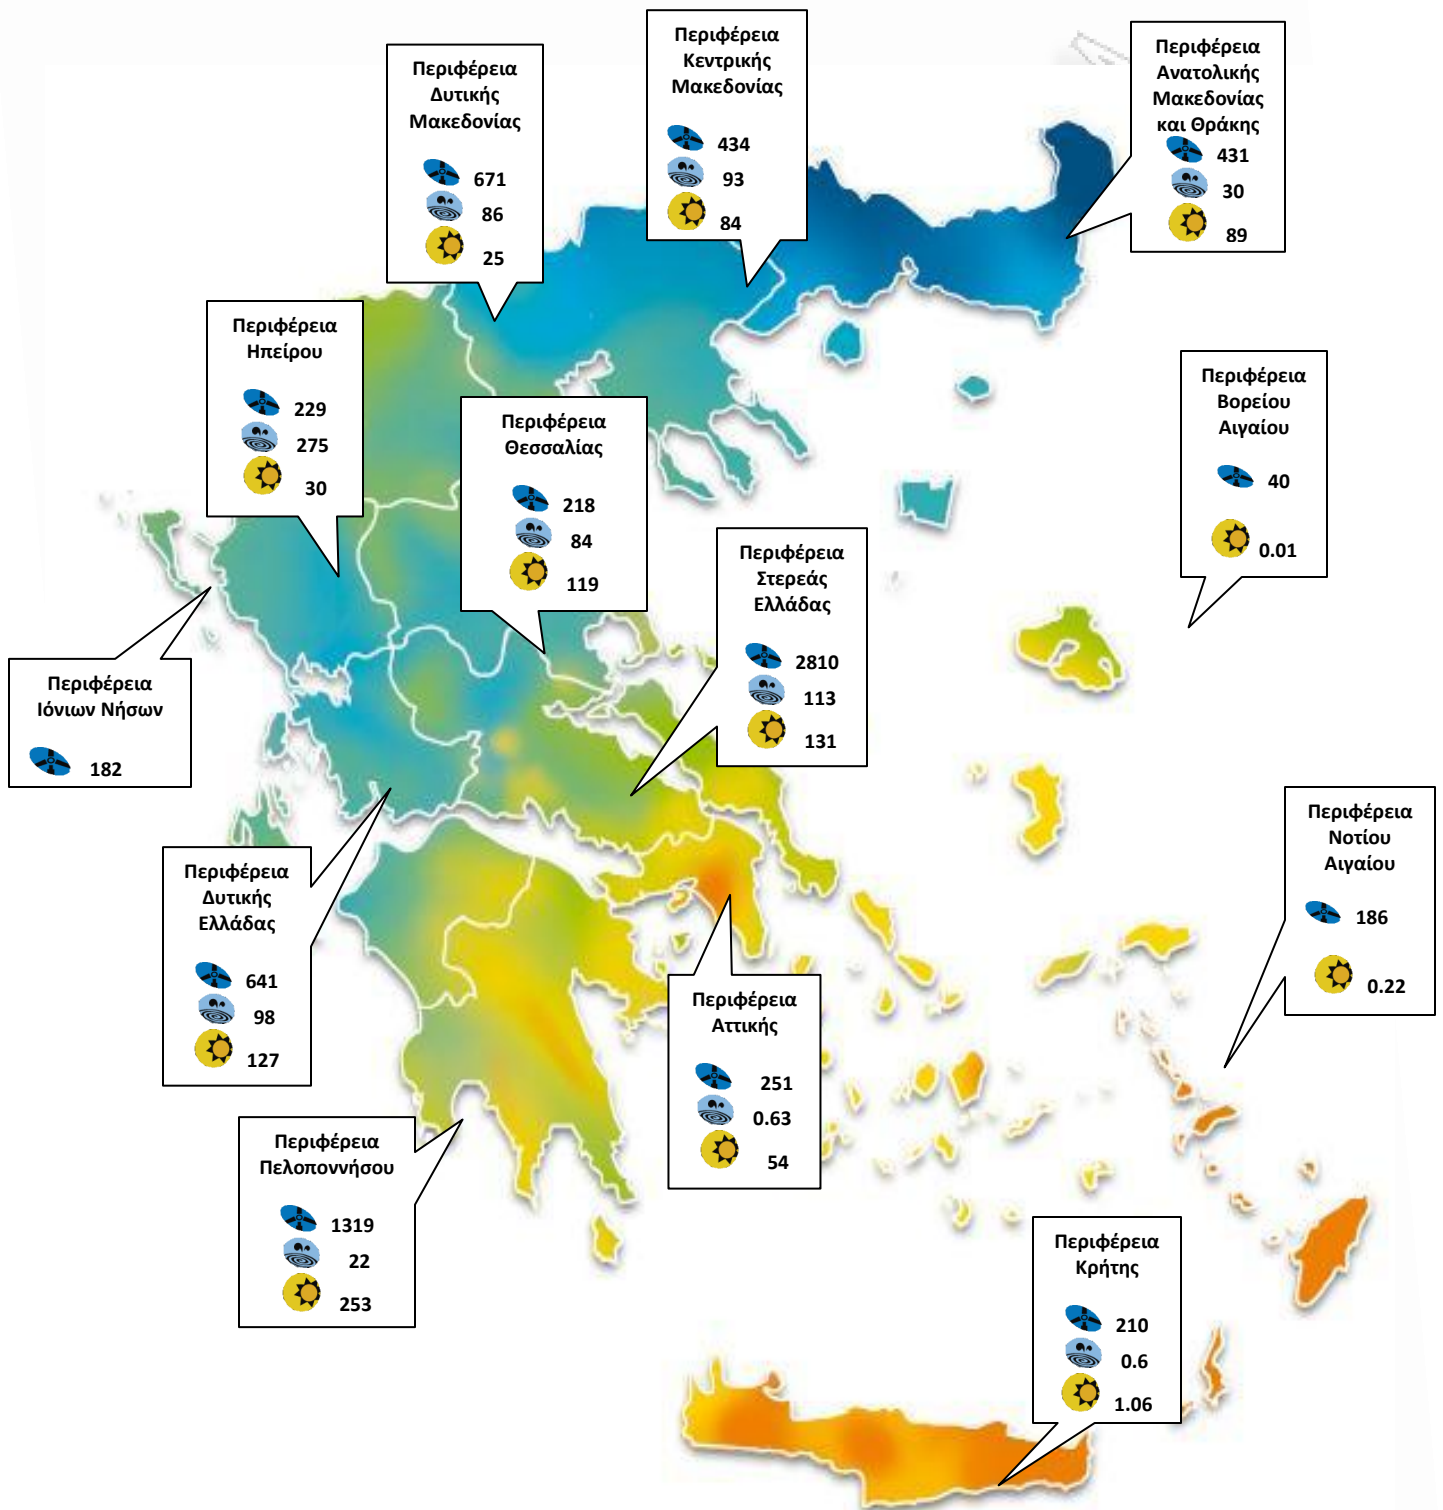 Περιφέρεια
Δυτικής
Μακεδονίας
671
86
25
Περιφέρεια
Κεντρικής
Μακεδονίας
434
93
84
Περιφέρεια
Ανατολικής
Μακεδονίας
και Θράκης
431
30
89
Περιφέρεια
Ηπείρου
229
275
30
Περιφέρεια
Θεσσαλίας
218
84
119
Περιφέρεια
Βορείου
Αιγαίου
40
0.01
Περιφέρεια
Στερεάς
Ελλάδας
2810
113
131
Περιφέρεια
Ιόνιων Νήσων
182
Περιφέρεια
Νοτίου
Αιγαίου
186
0.22
Περιφέρεια
Δυτικής
Ελλάδας
641
98
127
Περιφέρεια
Αττικής
251
0.63
54
Περιφέρεια
Πελοποννήσου
1319
22
253
Περιφέρεια
Κρήτης
210
0.6
1.06